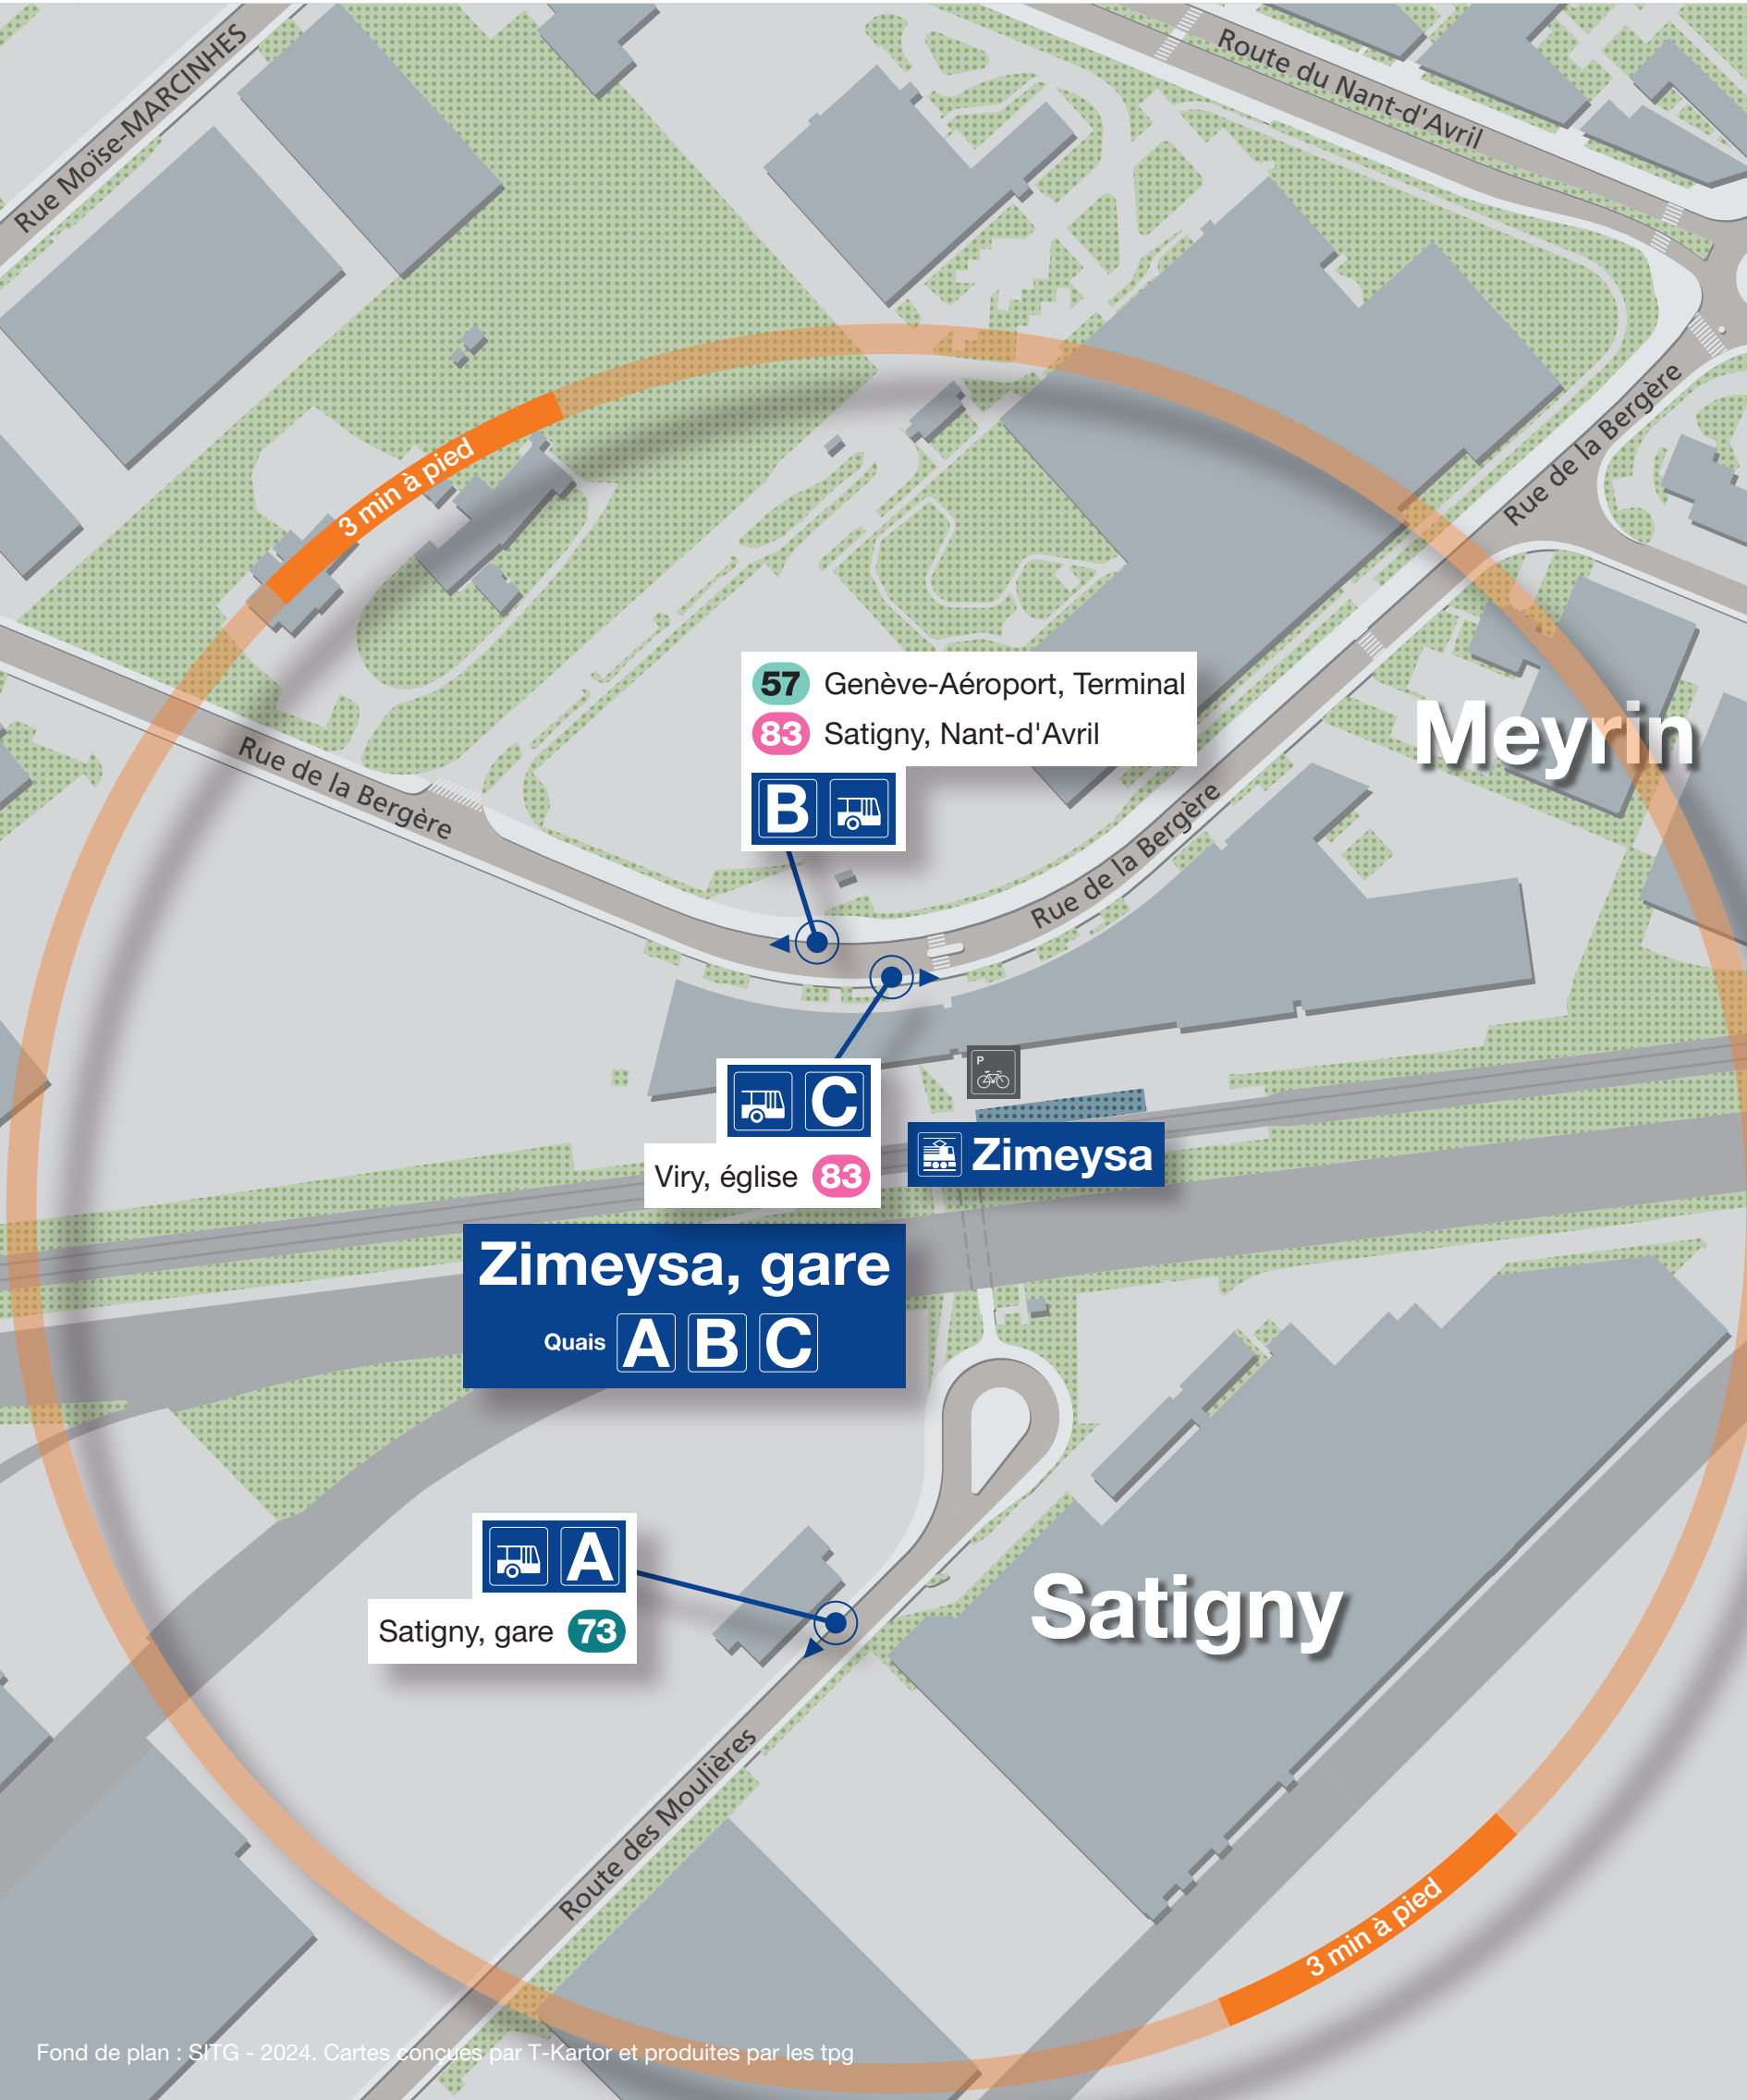 Rue Moïse-MARCINHES
Route du Nant-d'Avril
Rue de la Bergère
3 min à pied
57 Genève-Aéroport, Terminal
83 Satigny, Nant-d'Avril
B
Meyrin
Rue de la Bergère
Rue de la Bergère
P
C
Viry, église 83
Zimeysa
Zimeysa, gare
Quais A B C
A
Satigny, gare 73
Satigny
Route des Moulières
3 min à pied
Fond de plan : SITG - 2024. Cartes conçues par T-Kartor et produites par les tpg